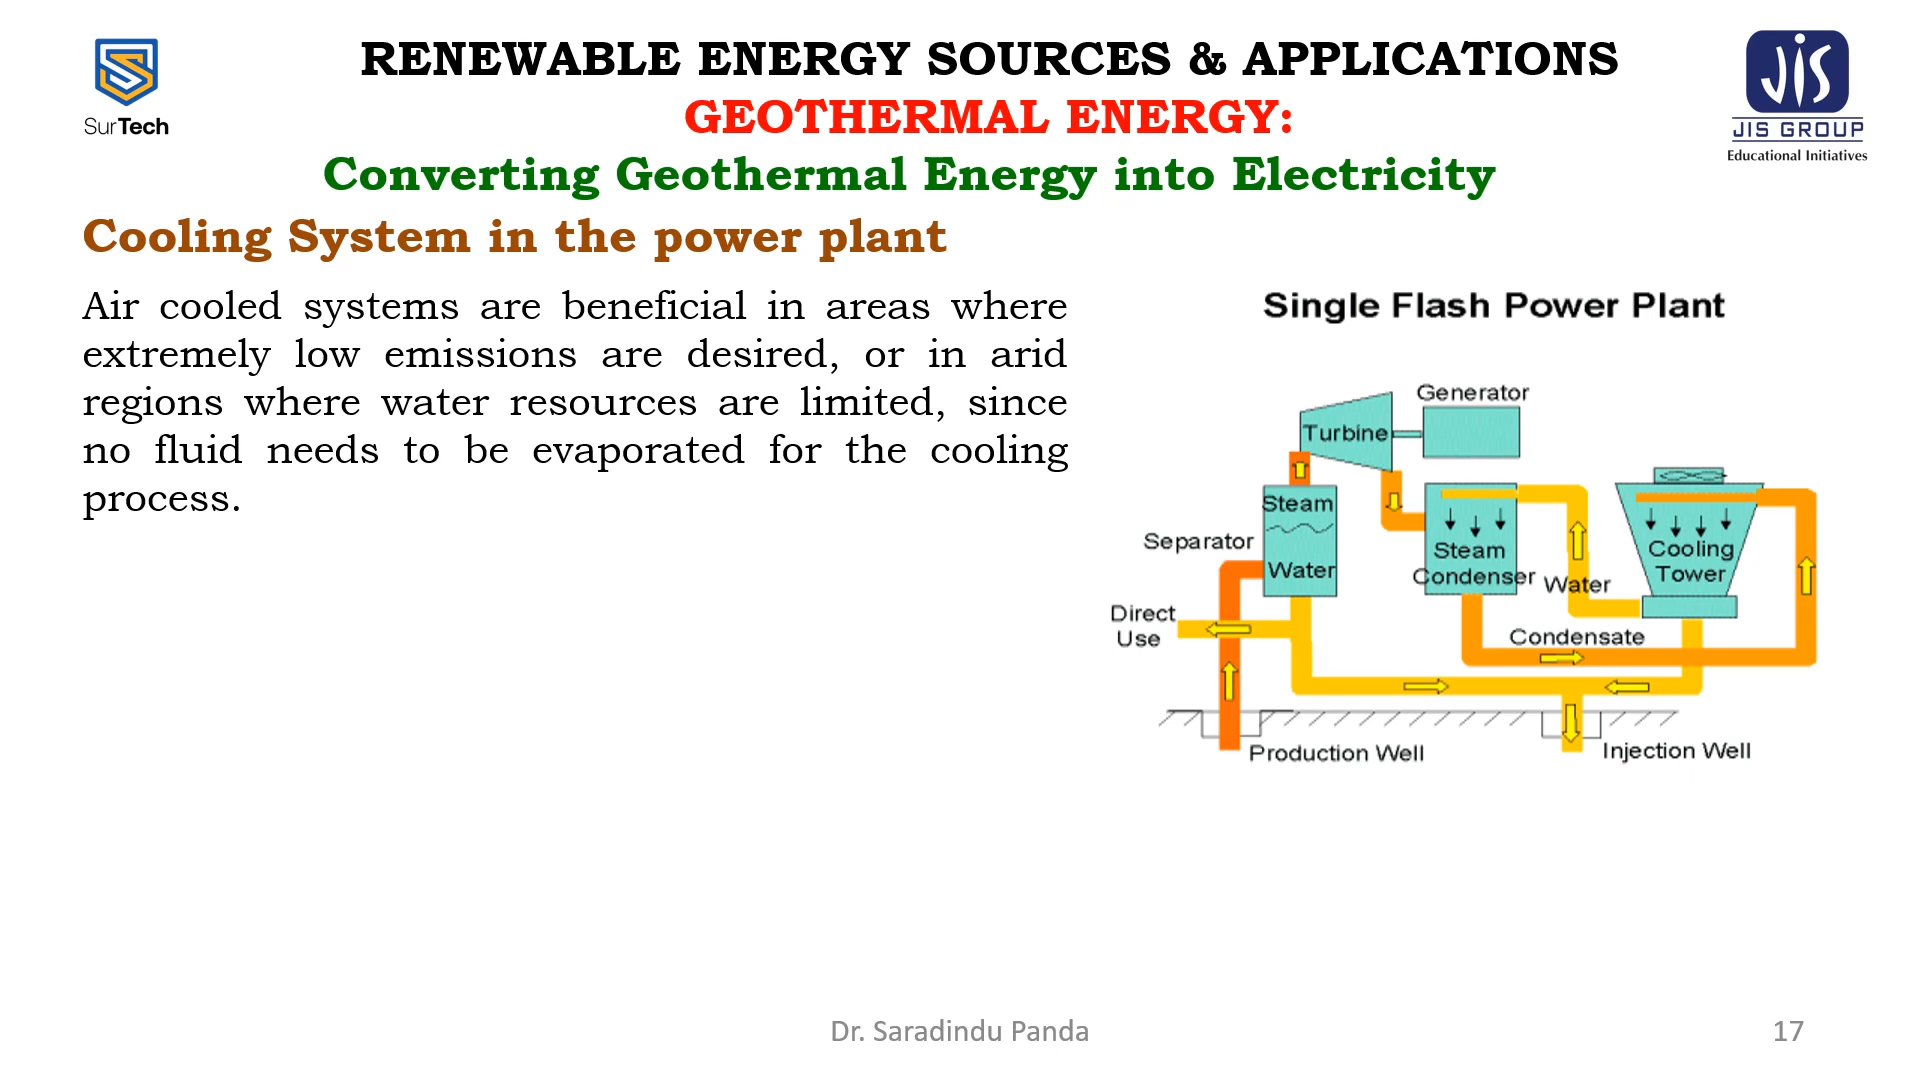 SurTech
RENEWABLE ENERGY SOURCES & APPLICATIONS
GEOTHERMAL ENERGY:
Converting Geothermal Energy into Electricity
JIS
JIS GROUP
Educational Initiatives
Cooling System in the power plant
Air cooled systems are beneficial in areas where
extremely low emissions are desired, or in arid
regions where water resources are limited, since
no fluid needs to be evaporated for the cooling
process.
Single Flash Power Plant
Generator
Turbine
Steam
Separator
Water
Steam
Condenser
Water
Cooling
Tower
Direct
Use
Condensate
Production Well
Injection Well
Dr. Saradindu Panda
17